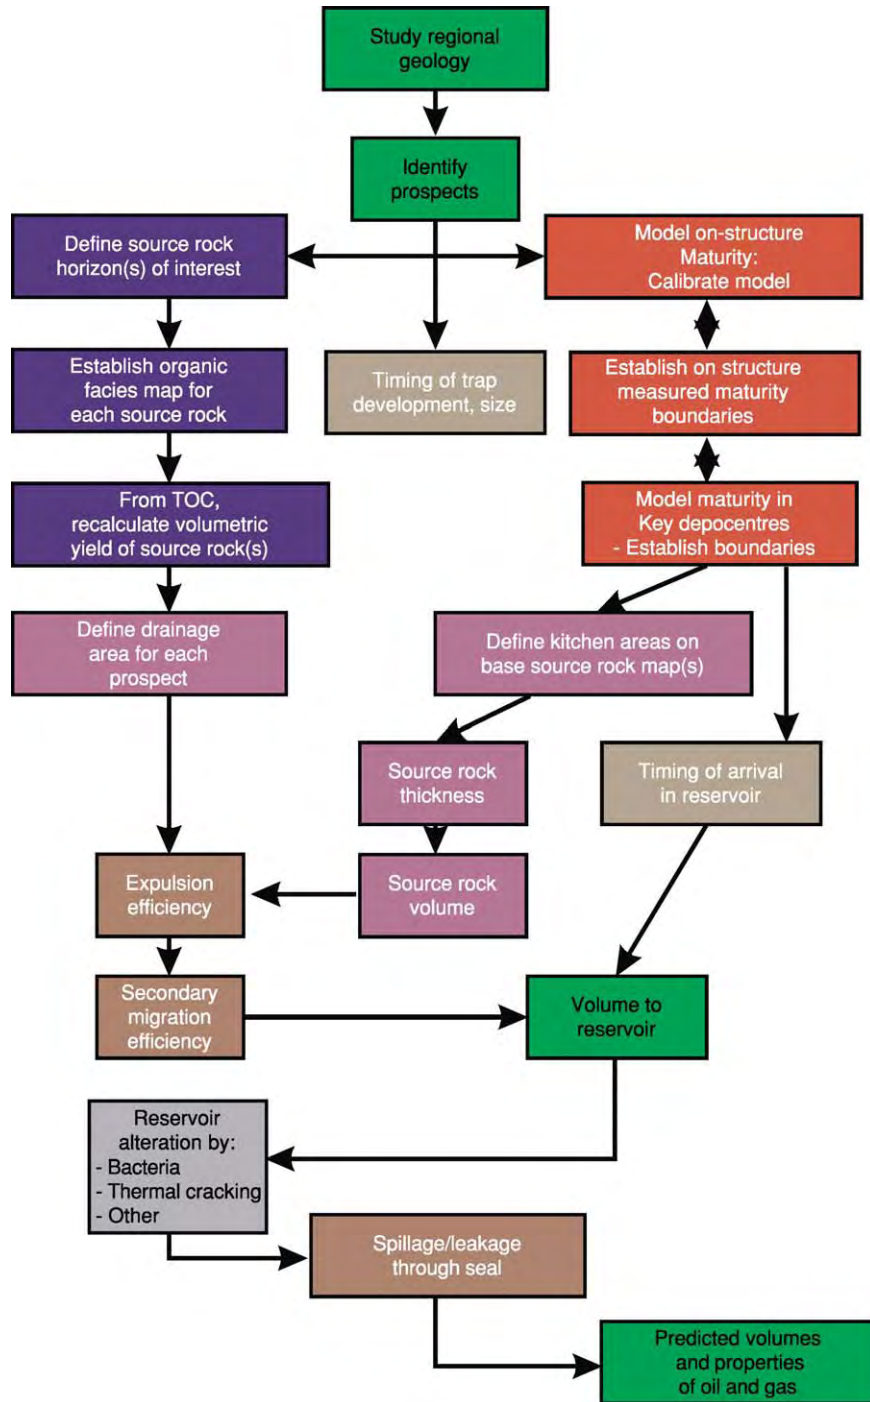 Study regional
geology
Identify
prospects
Define source rock
horizon(s) of interest
Model on-structure
Maturity:
Calibrate model
Establish organic
facies map for
each source rock
Timing of trap
development, size
Establish on structure
measured maturity
boundaries
From TOC,
recalculate volumetric
yield of source rock(s)
Model maturity in
Key depocentres
- Establish boundaries
Define drainage
area for each
prospect
Define kitchen areas on
base source rock map(s)
Source rock
thickness
Timing of arrival
in reservoir
Expulsion
efficiency
Source rock
volume
Secondary
migration
efficiency
Volume to
reservoir
Reservoir
alteration by:
- Bacteria
- Thermal cracking
- Other
Spillage/leakage
through seal
Predicted volumes
and properties
of oil and gas